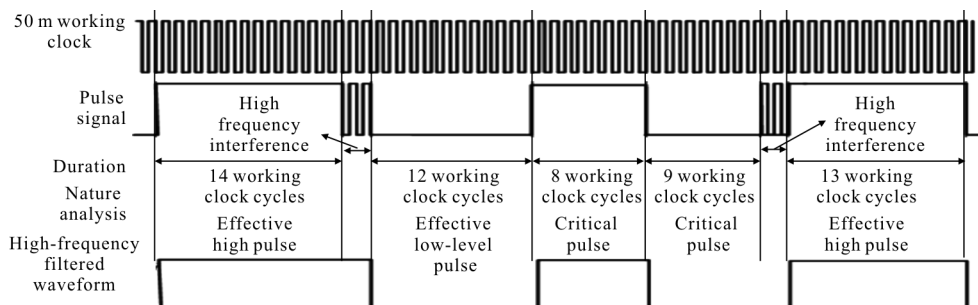 50 m working
clock
Pulse
signal
High
frequency
interference
High
frequency
interference
Duration
14 working
clock cycles
12 working
clock cycles
8 working
clock cycles
9 working
clock cycles
13 working
clock cycles
Nature
analysis
Effective
high pulse
Effective
low-level
pulse
Critical
pulse
Critical
pulse
Effective
high pulse
High-frequency
filtered
waveform